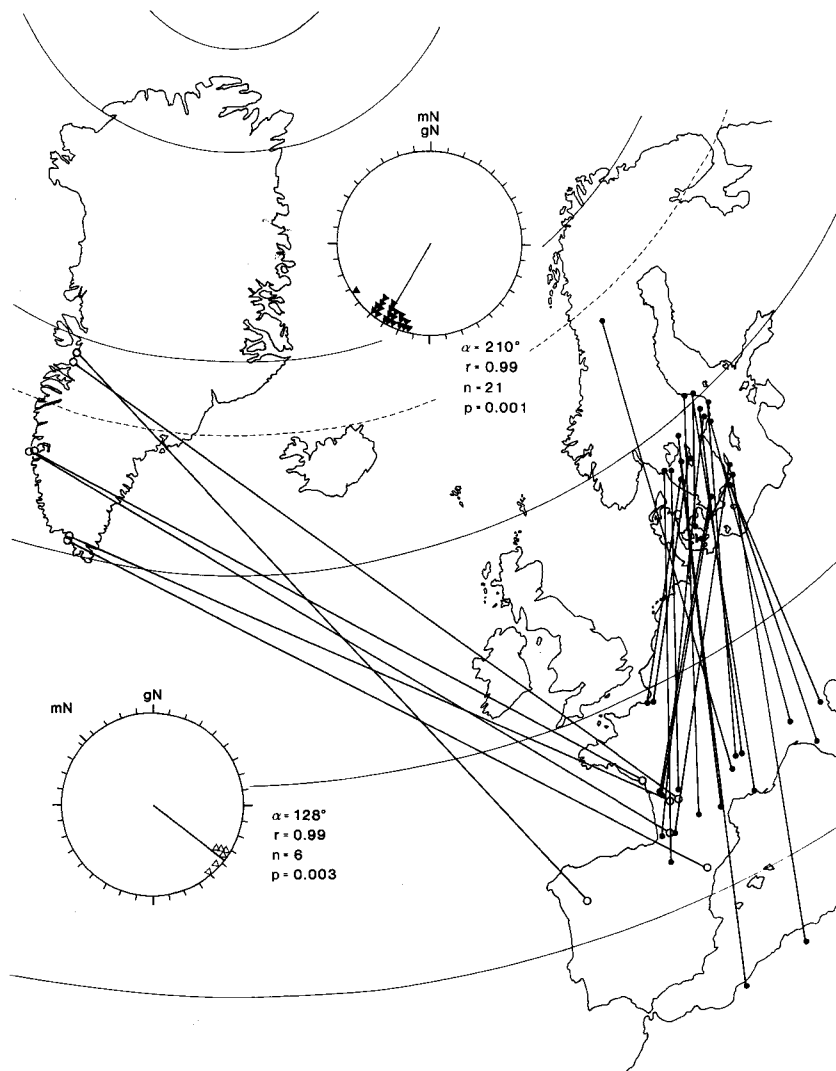 mN
gN
α = 210°
r = 0.99
n = 21
p = 0.001
mN
gN
α = 128°
r = 0.99
n = 6
p = 0.003